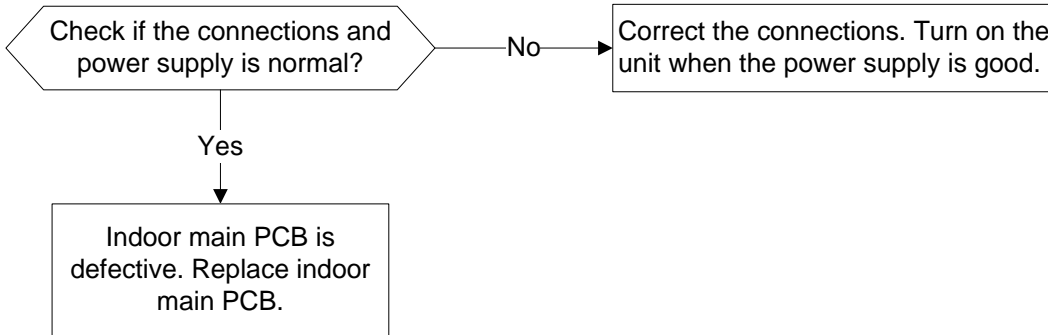 Check if the connections and
power supply is normal?
No
Correct the connections. Turn on the
unit when the power supply is good.
Yes
Indoor main PCB is
defective. Replace indoor
main PCB.